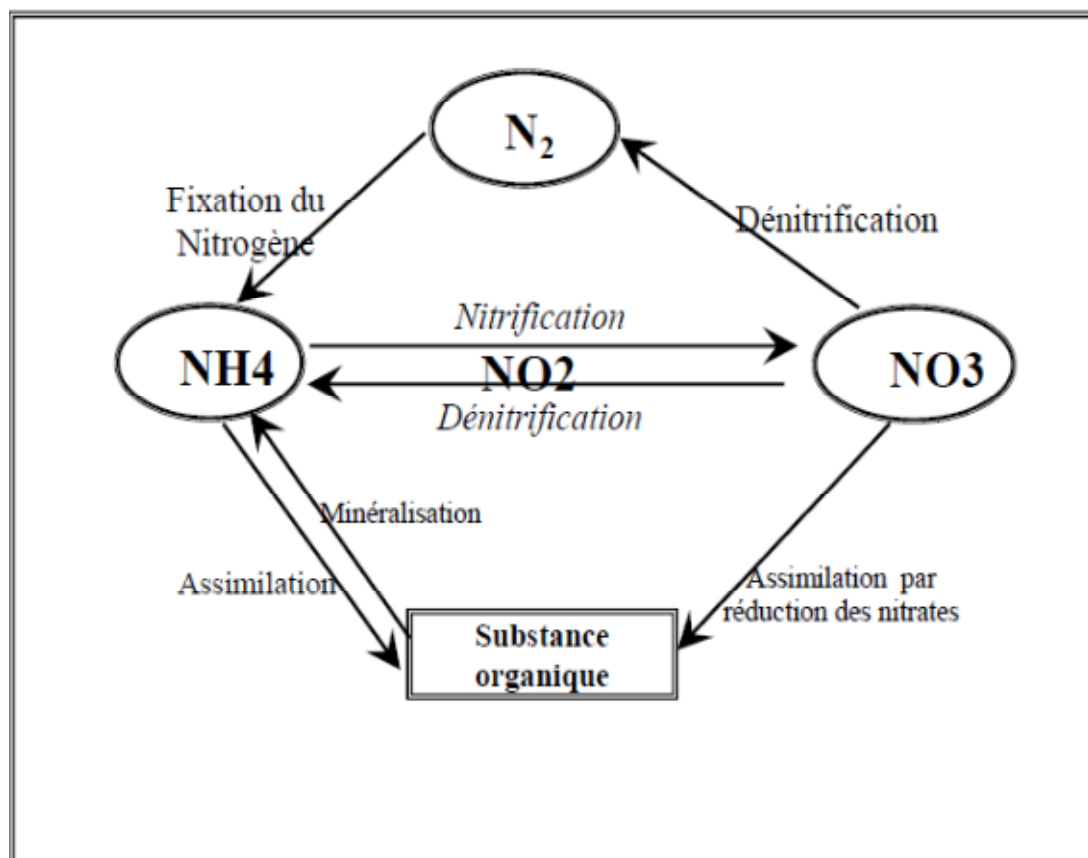 N₂
Fixation du
Nitrogène
Dénitrification
Nitrification
NH4
NO2
NO3
Dénitrification
Minéralisation
Assimilation
Assimilation par
réduction des nitrates
Substance
organique